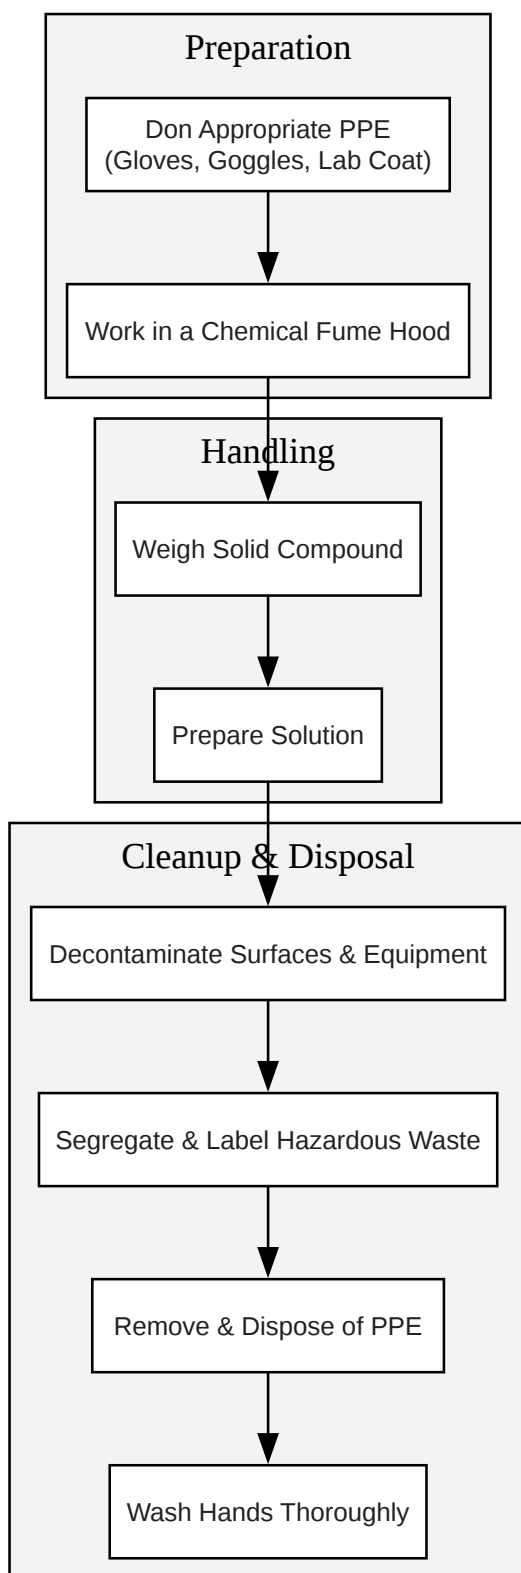 Preparation
Don Appropriate PPE
(Gloves, Goggles, Lab Coat)
Work in a Chemical Fume Hood
Handling
Weigh Solid Compound
Prepare Solution
Cleanup & Disposal
Decontaminate Surfaces & Equipment
Segregate & Label Hazardous Waste
Remove & Dispose of PPE
Wash Hands Thoroughly